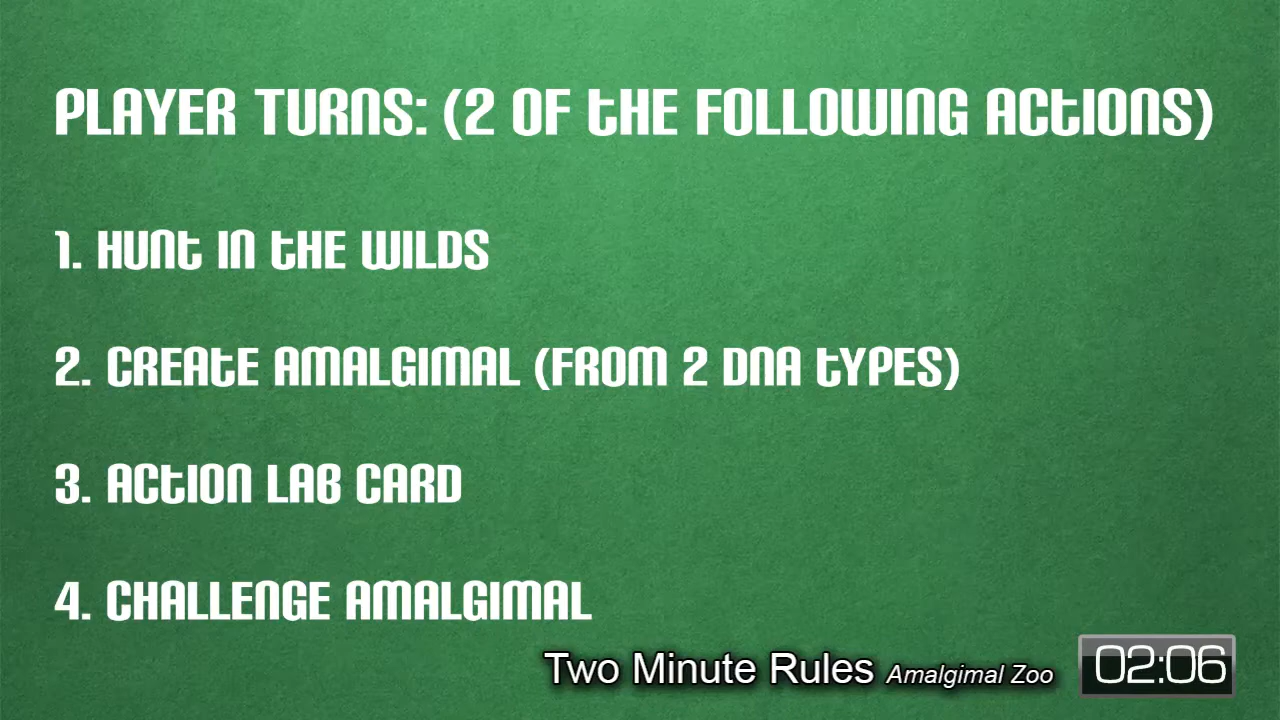 PLAYER TURNS: (2 OF THE FOLLOWING ACTIONS)
1. HUNT IN THE WILDS
2. CREATE AMALGIMAL (FROM 2 DNA TYPES)
3. ACTION LAB CARD
4. CHALLENGE AMALGIMAL
Two Minute Rules Amalgimal Zoo 02:06